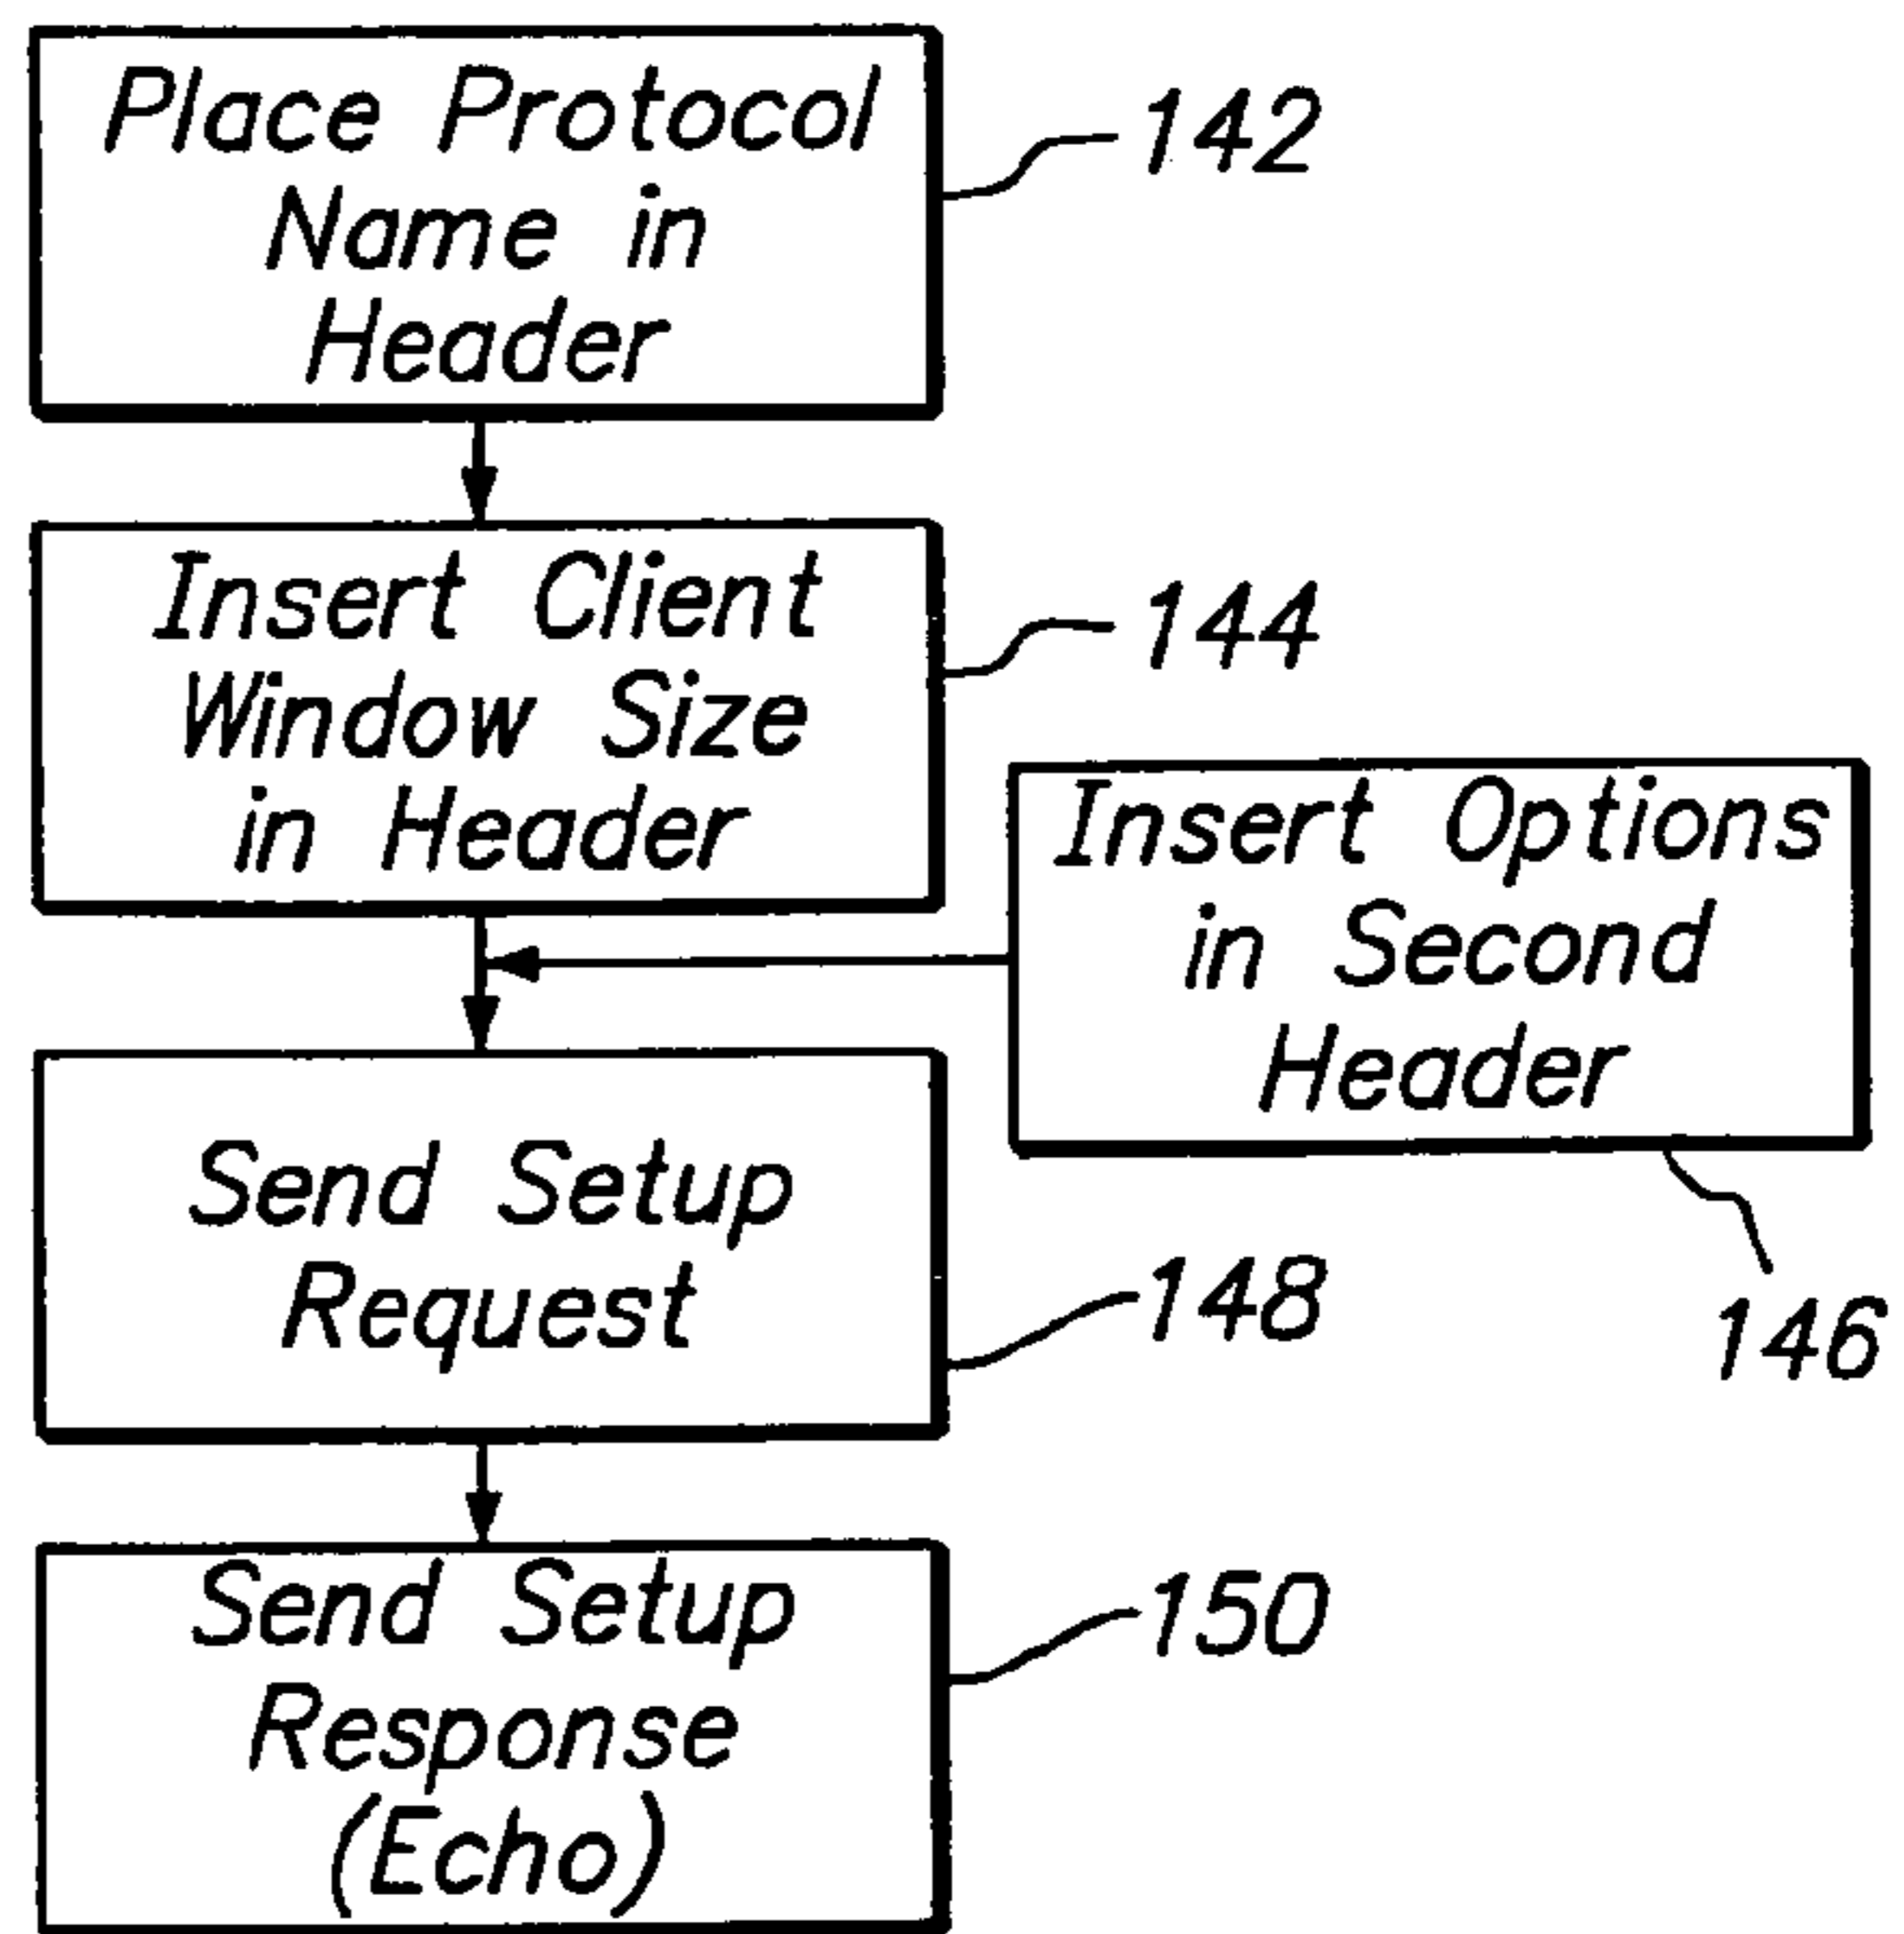 Place Protocol
Name in
Header
142
Insert Client
Window Size
in Header
144
Insert Options
in Second
Header
146
Send Setup
Request
148
Send Setup
Response
(Echo)
150